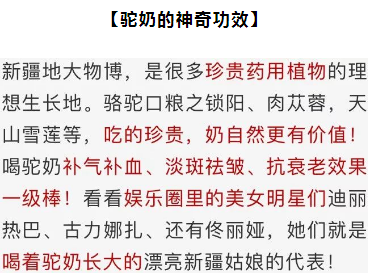 【驼奶的神奇功效】
新疆地大物博，是很多珍贵药用植物的理
想生长地。骆驼口粮之锁阳、肉苁蓉，天
山雪莲等，吃的珍贵，奶自然更有价值！
喝驼奶补气补血、淡斑祛皱、抗衰老效果
一级棒！看看娱乐圈里的美女明星们迪丽
热巴、古力娜扎、还有佟丽娅，她们就是
喝着驼奶长大的漂亮新疆姑娘的代表！